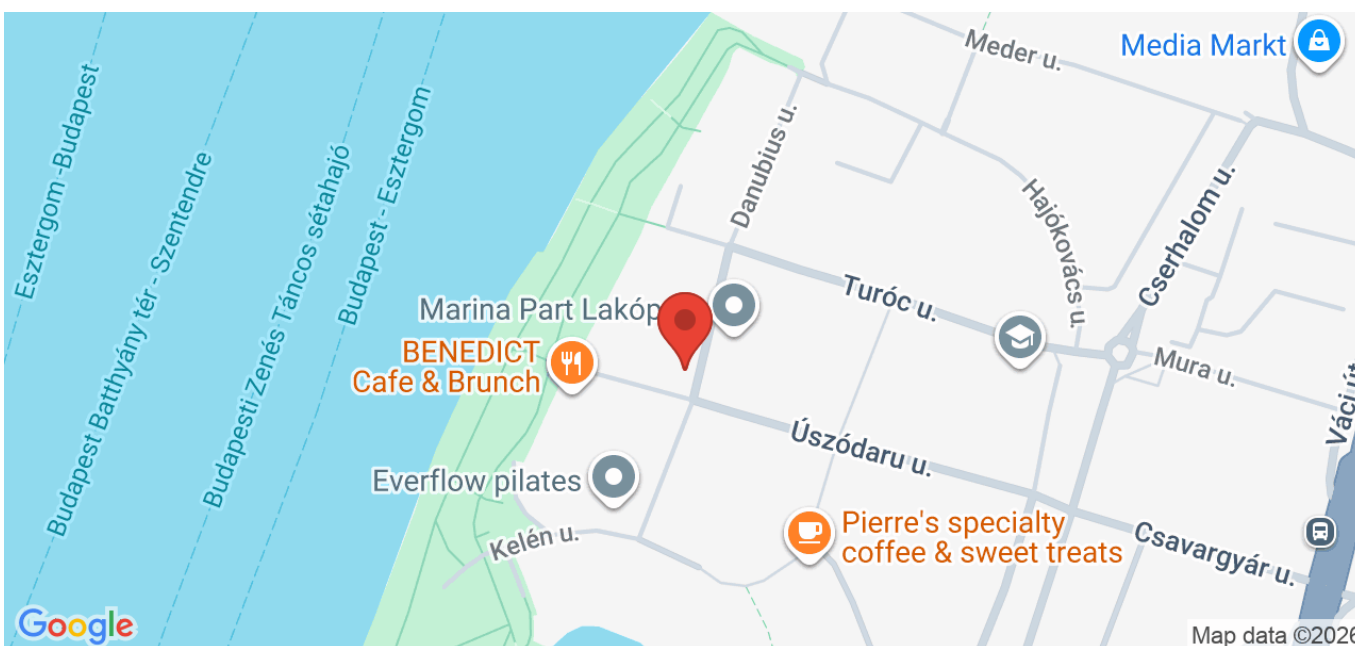 Meder u.
Media Markt
Esztergom -Budapest
Budapest Batthyány tér - Szentendre
Budapesti Zenés Táncos sétahajó
Budapest - Esztergom
Danubius u.
Hajókovács u.
Cserhalom u.
Marina Part Lakóp
Turóc u.
BENEDICT
Cafe & Brunch
Mura u.
Váci út
Úszódaru u.
Everflow pilates
Kelén u.
Pierre's specialty
coffee & sweet treats
Csavargyár u.
Google
Map data ©2026